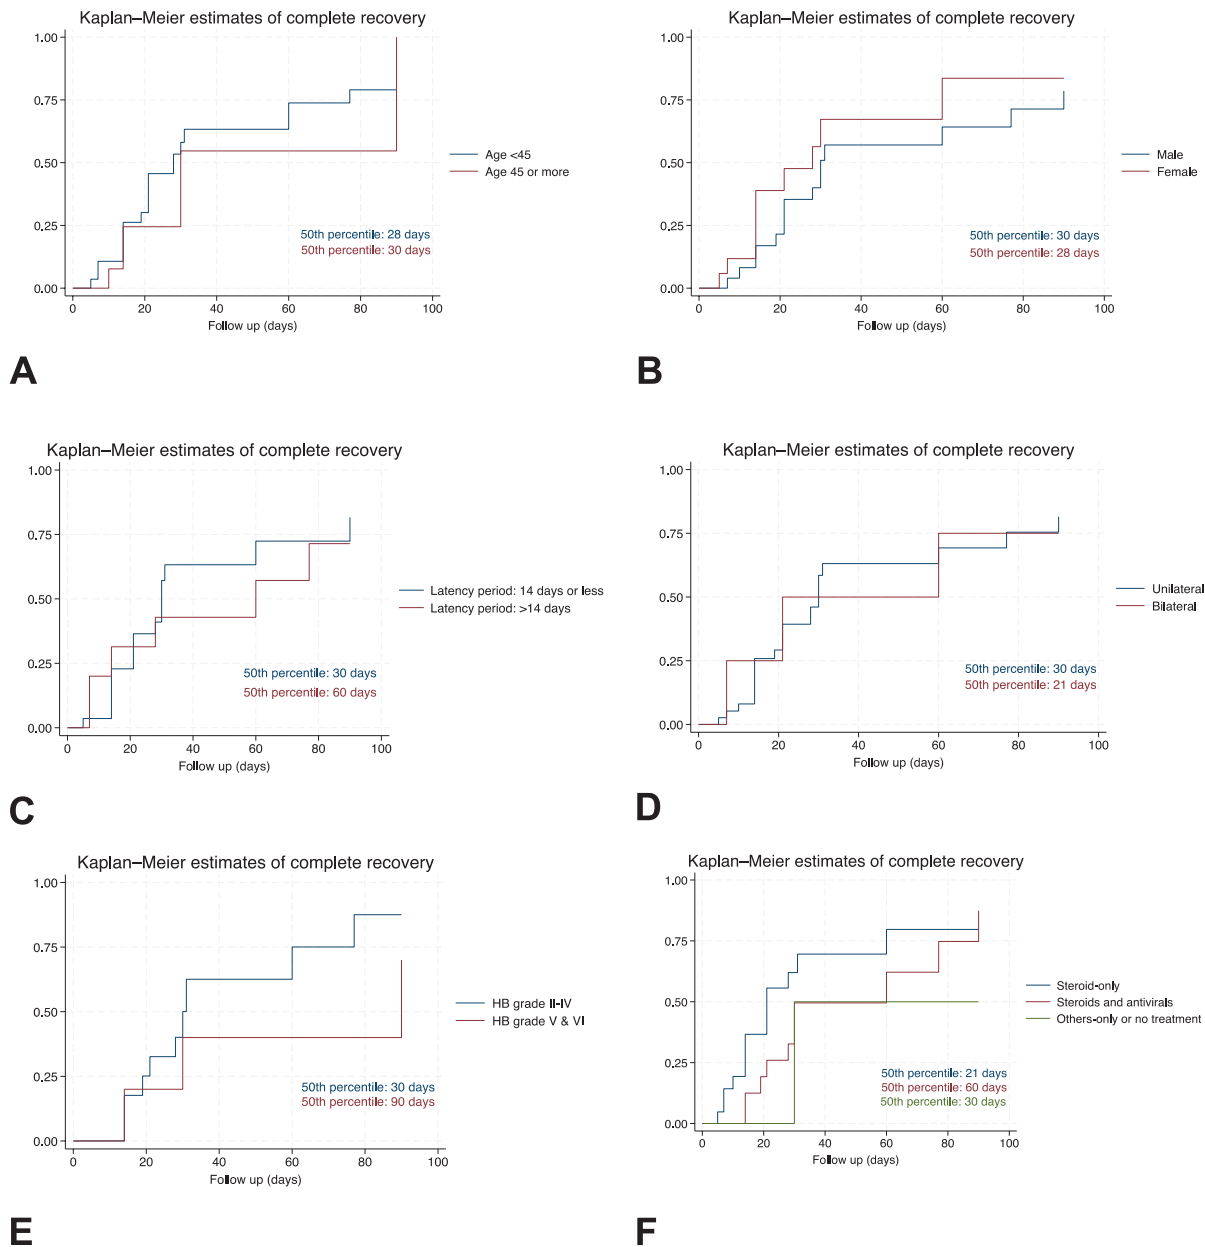 Kaplan–Meier estimates of complete recovery
1.00
0.75
0.50
0.25
0.00
0 20 40 60 80 100
Follow up (days)
Age <45
Age 45 or more
50th percentile: 28 days
50th percentile: 30 days
A
Kaplan–Meier estimates of complete recovery
1.00
0.75
0.50
0.25
0.00
0 20 40 60 80 100
Follow up (days)
Male
Female
50th percentile: 30 days
50th percentile: 28 days
B
Kaplan–Meier estimates of complete recovery
1.00
0.75
0.50
0.25
0.00
0 20 40 60 80 100
Follow up (days)
Latency period: 14 days or less
Latency period: >14 days
50th percentile: 30 days
50th percentile: 60 days
C
Kaplan–Meier estimates of complete recovery
1.00
0.75
0.50
0.25
0.00
0 20 40 60 80 100
Follow up (days)
Unilateral
Bilateral
50th percentile: 30 days
50th percentile: 21 days
D
Kaplan–Meier estimates of complete recovery
1.00
0.75
0.50
0.25
0.00
0 20 40 60 80 100
Follow up (days)
HB grade II-IV
HB grade V & VI
50th percentile: 30 days
50th percentile: 90 days
E
Kaplan–Meier estimates of complete recovery
1.00
0.75
0.50
0.25
0.00
0 20 40 60 80 100
Follow up (days)
Steroid-only
Steroids and antivirals
Others-only or no treatment
50th percentile: 21 days
50th percentile: 60 days
50th percentile: 30 days
F